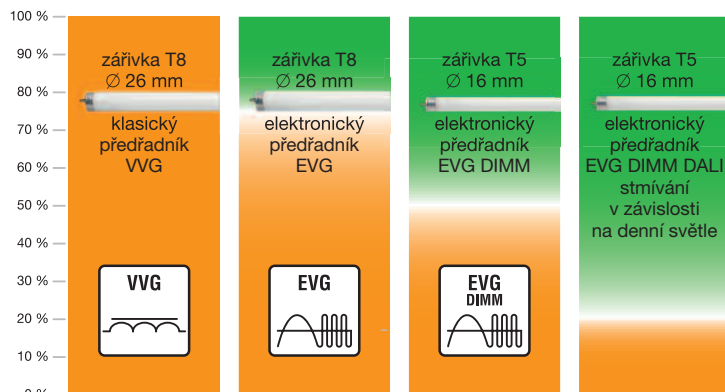 100 %
90 %
80 %
70 %
60 %
50 %
40 %
30 %
20 %
10 %
0 %
zářivka T8
∅ 26 mm
klasický
předřadník
VVG
VVG
zářivka T8
∅ 26 mm
elektronický
předřadník
EVG
EVG
zářivka T5
∅ 16 mm
elektronický
předřadník
EVG DIMM
EVG
DIMM
zářivka T5
∅ 16 mm
elektronický
předřadník
EVG DIMM DALI
stmívání
v závislosti
na denní světle